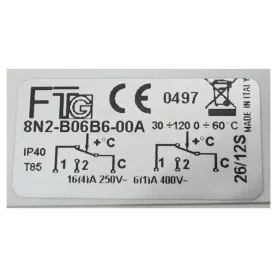 FTG CE 0497
MADE IN ITALY
8N2-B06B6-00A 30 ÷120 0 ÷ 60°C
+°C +°C
IP40
T85
1 2 C 1 2 C
16(4)A 250V~ 6(1)A 400V~
26/12S